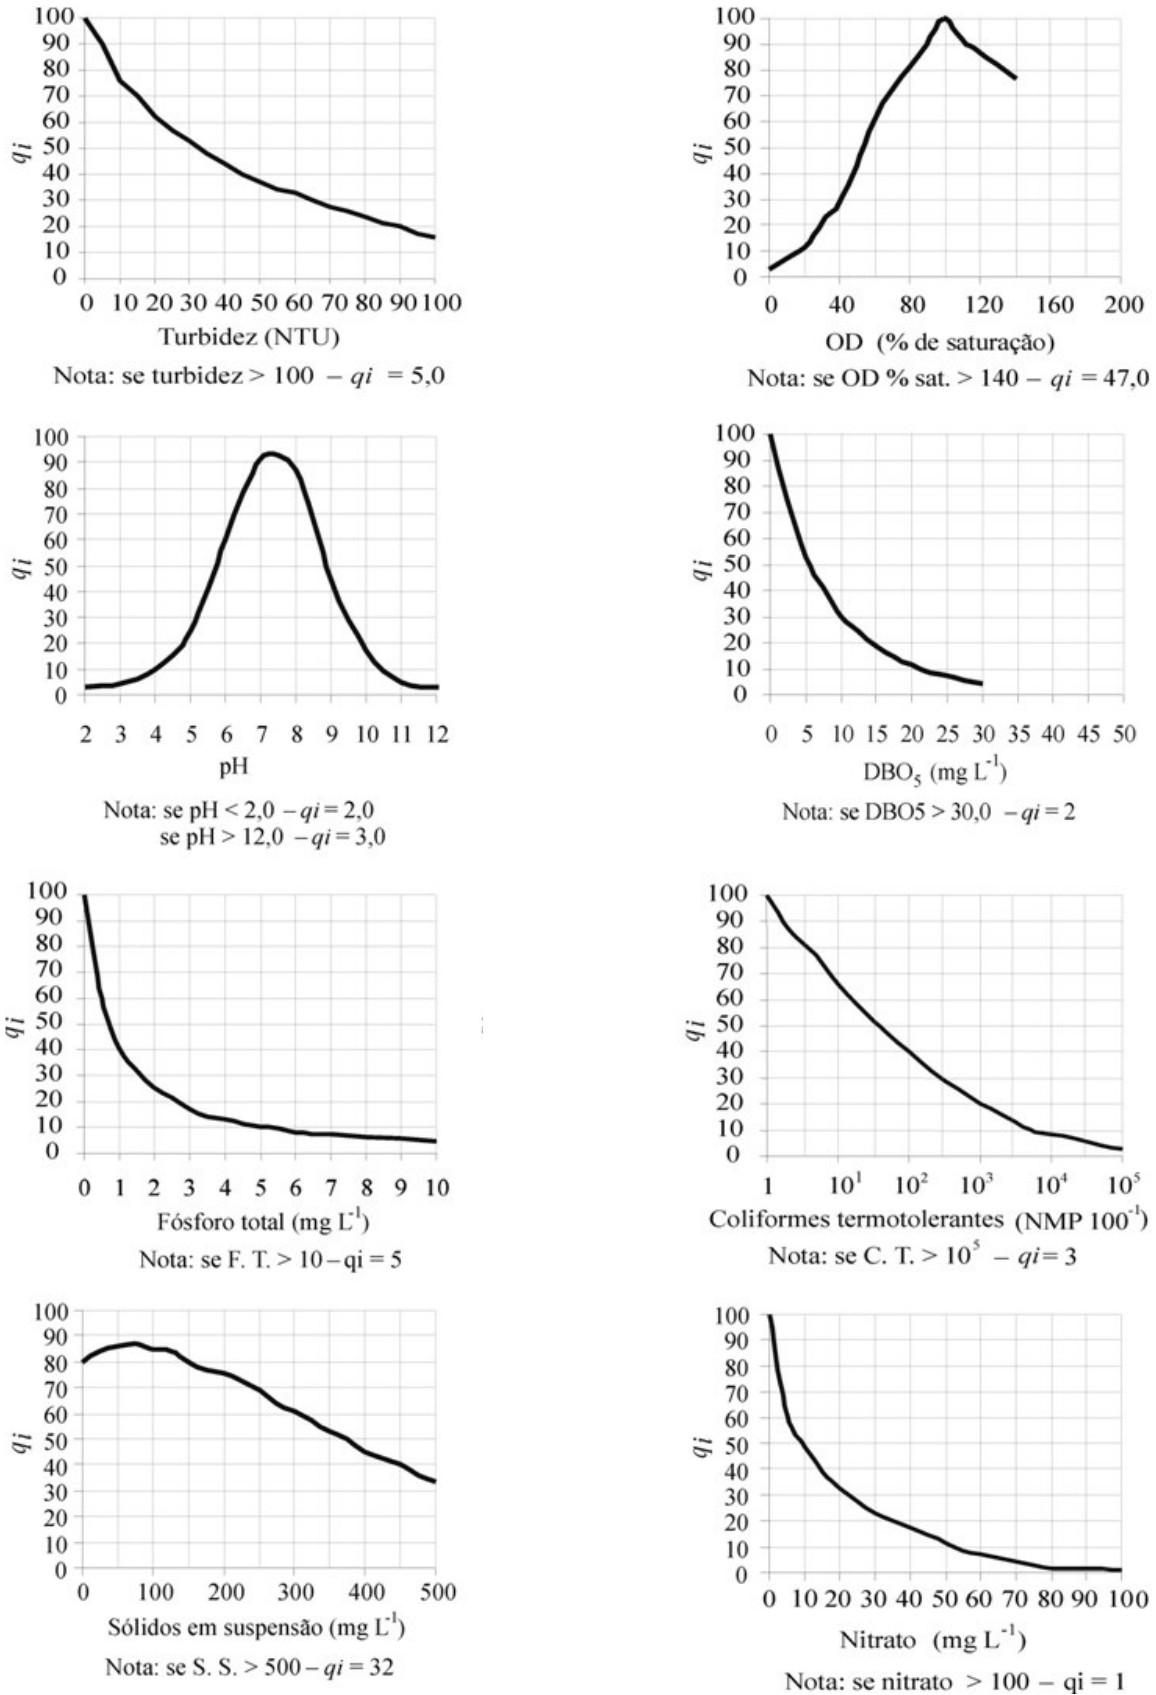 100
90
80
70
60
50
40
30
20
10
0
qi
0 10 20 30 40 50 60 70 80 90 100
Turbidez (NTU)
Nota: se turbidez > 100 – qi = 5,0
100
90
80
70
60
50
40
30
20
10
0
qi
0 40 80 120 160 200
OD (% de saturação)
Nota: se OD % sat. > 140 – qi = 47,0
100
90
80
70
60
50
40
30
20
10
0
qi
2 3 4 5 6 7 8 9 10 11 12
pH
Nota: se pH < 2,0 – qi = 2,0
se pH > 12,0 – qi = 3,0
100
90
80
70
60
50
40
30
20
10
0
qi
0 5 10 15 20 25 30 35 40 45 50
DBO₅ (mg L⁻¹)
Nota: se DBO5 > 30,0 – qi = 2
100
90
80
70
60
50
40
30
20
10
0
qi
0 1 2 3 4 5 6 7 8 9 10
Fósforo total (mg L⁻¹)
Nota: se F. T. > 10 – qi = 5
100
90
80
70
60
50
40
30
20
10
0
qi
1 10¹ 10² 10³ 10⁴ 10⁵
Coliformes termotolerantes (NMP 100⁻¹)
Nota: se C. T. > 10⁵ – qi = 3
100
90
80
70
60
50
40
30
20
10
0
qi
0 100 200 300 400 500
Sólidos em suspensão (mg L⁻¹)
Nota: se S. S. > 500 – qi = 32
100
90
80
70
60
50
40
30
20
10
0
qi
0 10 20 30 40 50 60 70 80 90 100
Nitrato (mg L⁻¹)
Nota: se nitrato > 100 – qi = 1